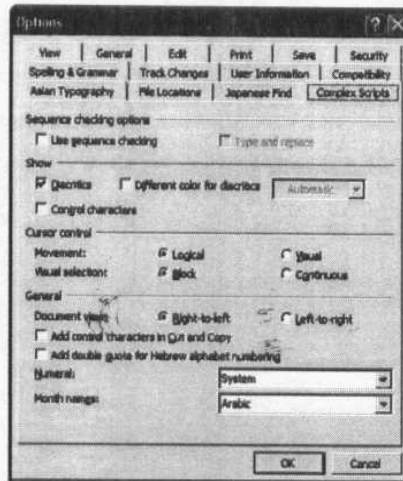 Options
View General Edit Print Save Security
Spelling & Grammar Track Changes User Information Compatibility
Asian Typography File Locations Japanese Find Complex Scripts
Sequence checking options
Use sequence checking Type and replace
Show
Diacritics Different color for diacritics Automatic
Control characters
Cursor control
Movement: Logical Visual
Visual selection: Block Continuous
General
Document view: Right-to-left Left-to-right
Add control characters in Cut and Copy
Add double quote for Hebrew alphabet numbering
Numeral: System
Month names: Arabic
OK Cancel